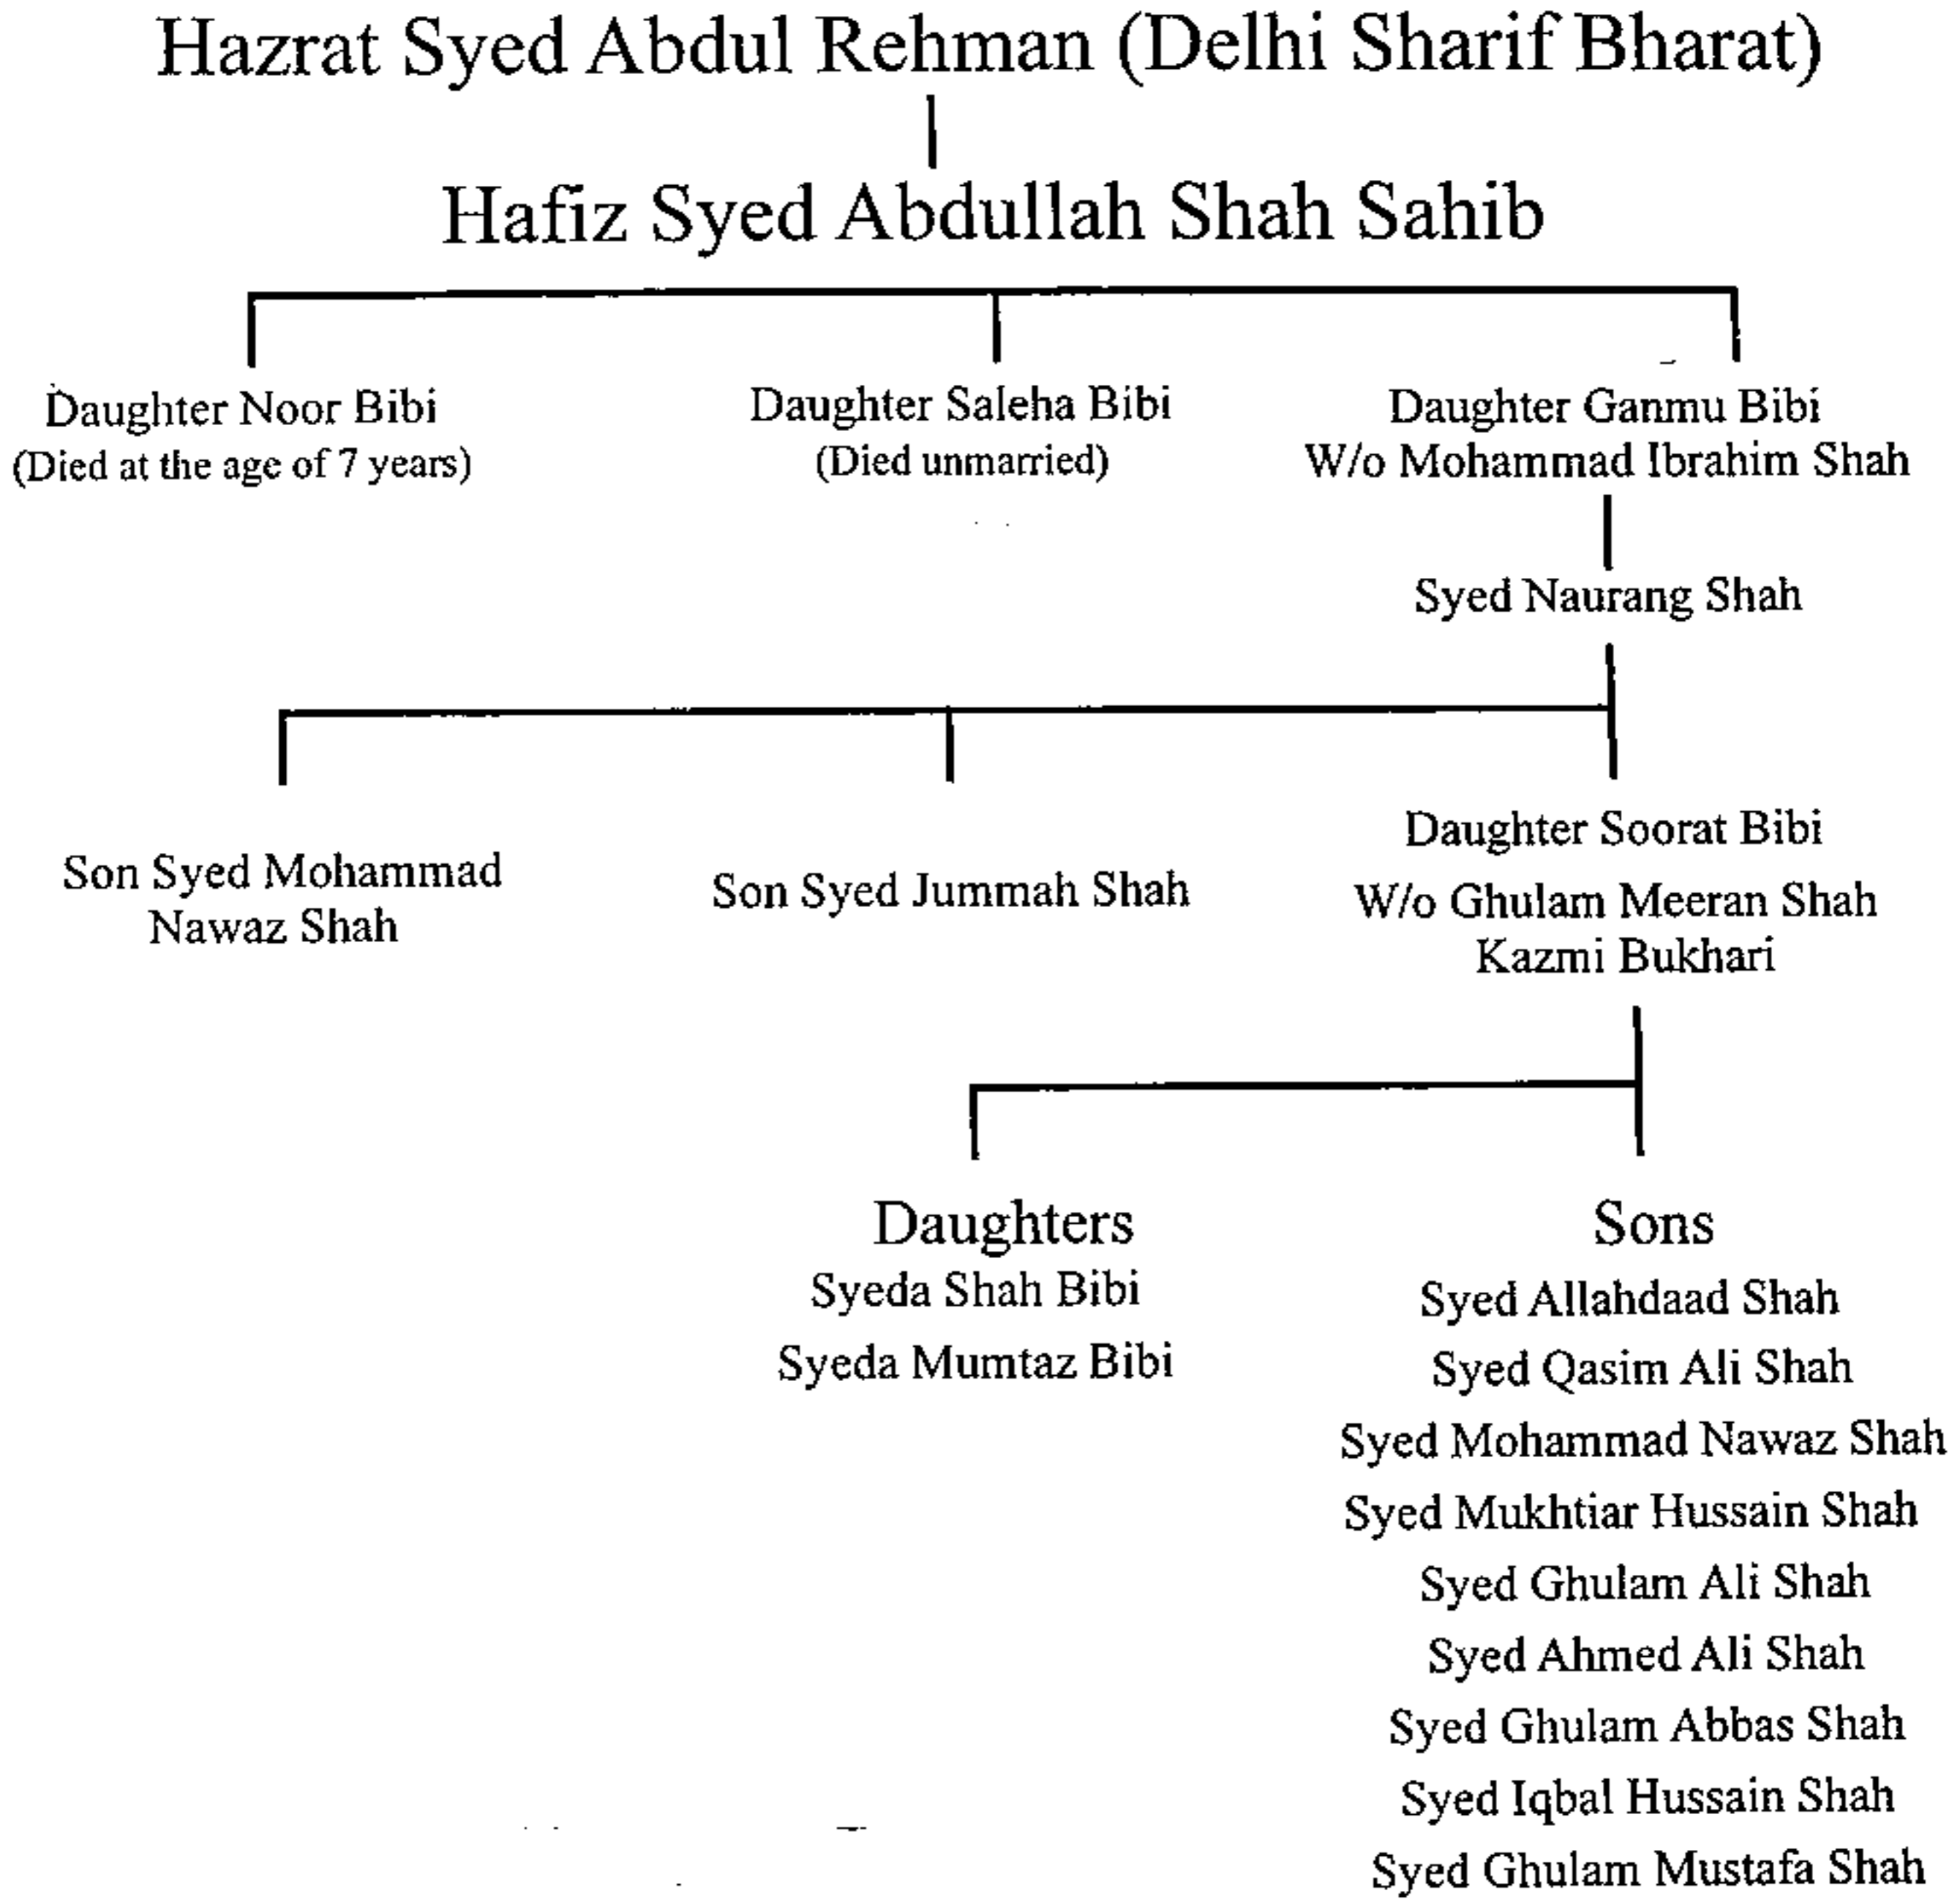 Hazrat Syed Abdul Rehman (Delhi Sharif Bharat)
Hafiz Syed Abdullah Shah Sahib
Daughter Noor Bibi
(Died at the age of 7 years)
Daughter Saleha Bibi
(Died unmarried)
Daughter Ganmu Bibi
W/o Mohammad Ibrahim Shah
Syed Naurang Shah
Son Syed Mohammad
Nawaz Shah
Son Syed Jummah Shah
Daughter Soorat Bibi
W/o Ghulam Meeran Shah
Kazmi Bukhari
Daughters
Syeda Shah Bibi
Syeda Mumtaz Bibi
Sons
Syed Allahdaad Shah
Syed Qasim Ali Shah
Syed Mohammad Nawaz Shah
Syed Mukhtiar Hussain Shah
Syed Ghulam Ali Shah
Syed Ahmed Ali Shah
Syed Ghulam Abbas Shah
Syed Iqbal Hussain Shah
Syed Ghulam Mustafa Shah